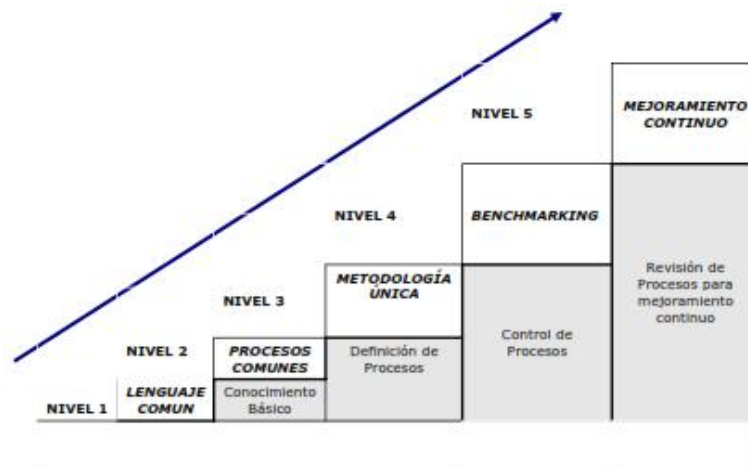 NIVEL 5
MEJORAMIENTO
CONTINUO
NIVEL 4
BENCHMARKING
Revisión de
Procesos para
mejoramiento
continuo
NIVEL 3
METODOLOGÍA
ÚNICA
Control de
Procesos
NIVEL 2
PROCESOS
COMUNES
Definición de
Procesos
NIVEL 1
LENGUAJE
COMUN
Conocimiento
Básico